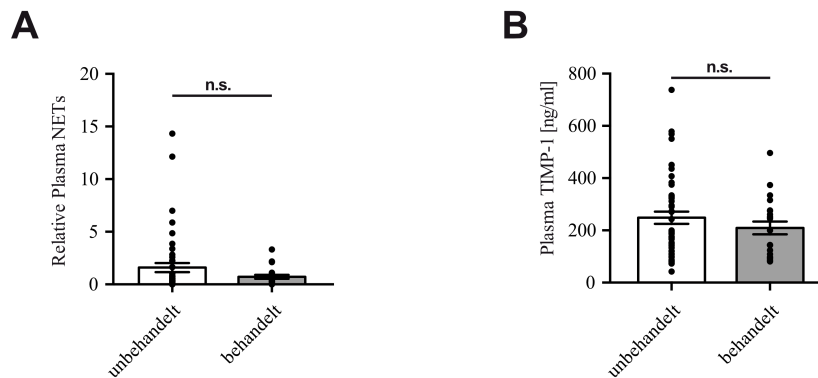 A
Relative Plasma NETs
20
15
10
5
0
n.s.
unbehandelt
behandelt
B
Plasma TIMP-1 [ng/ml]
800
600
400
200
0
n.s.
unbehandelt
behandelt